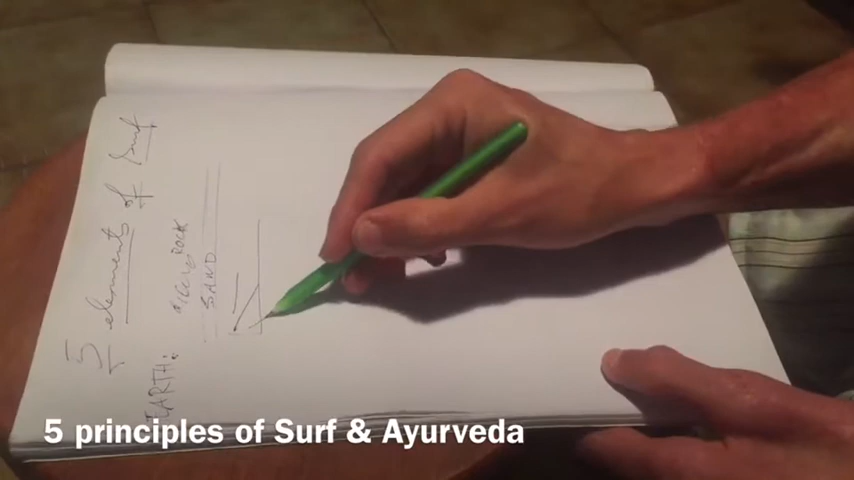 5 elements of Surf
EARTH:
ROCK
SAND
5 principles of Surf & Ayurveda